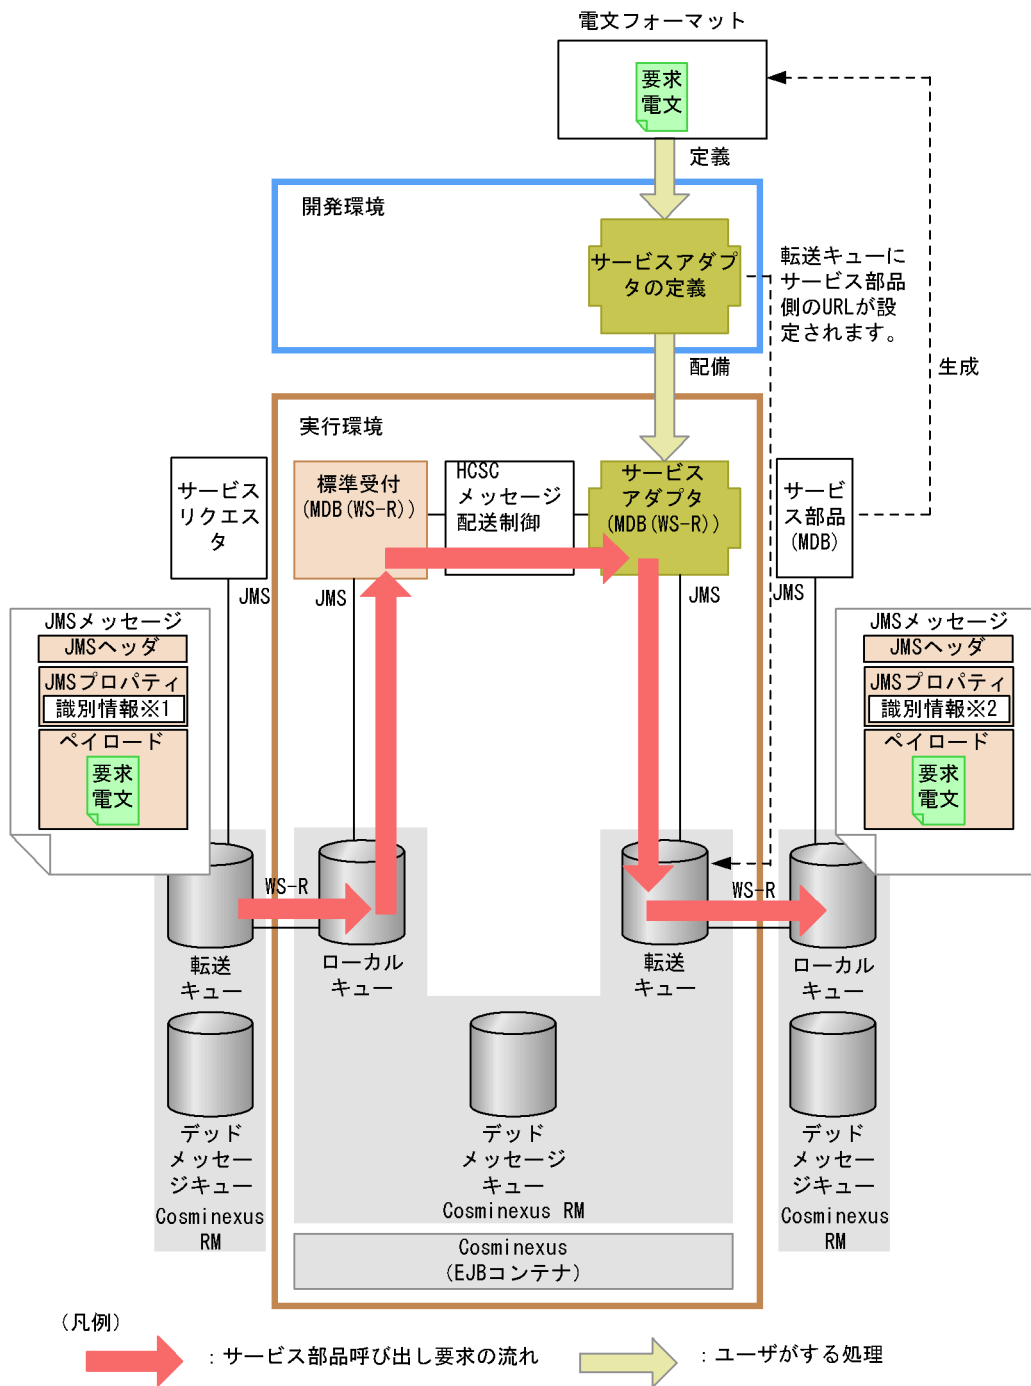 電文フォーマット
要求
電文
定義
開発環境
サービスアダプ
タの定義
転送キューに
サービス部品
側のURLが設
定されます。
配備
生成
実行環境
サービス
リクエス
タ
標準受付
(MDB(WS-R))
HCSC
メッセージ
配送制御
サービス
アダプタ
(MDB(WS-R))
サービ
ス部品
(MDB)
JMS
JMS
JMS
JMS
JMSメッセージ
JMSヘッダ
JMSプロパティ
識別情報※1
ペイロード
要求
電文
JMSメッセージ
JMSヘッダ
JMSプロパティ
識別情報※2
ペイロード
要求
電文
WS-R
WS-R
転送
キュー
ローカル
キュー
転送
キュー
ローカル
キュー
デッド
メッセー
ジキュー
Cosminexus
RM
デッド
メッセージ
キュー
Cosminexus RM
デッド
メッセー
ジキュー
Cosminexus
RM
Cosminexus
(EJBコンテナ)
(凡例)
:サービス部品呼び出し要求の流れ
:ユーザがする処理